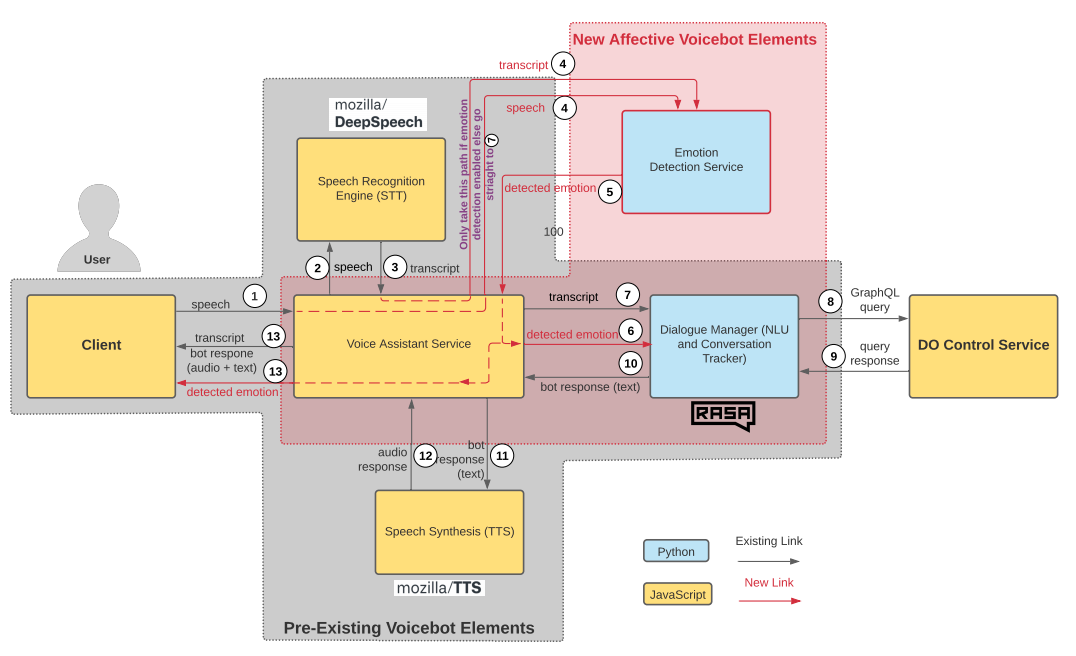 New Affective Voicebot Elements
transcript
4
speech
4
mozilla/
DeepSpeech
Only take this path if emotion
detection enabled else go
striaght to 7
Emotion
Detection Service
Speech Recognition
Engine (STT)
detected emotion
5
100
User
2
speech
3
transcript
speech
1
transcript
7
8
GraphQL
query
Client
transcript
13
bot respone
(audio + text)
13
detected emotion
Voice Assistant Service
detected emotion
6
10
bot response (text)
Dialogue Manager (NLU
and Conversation
Tracker)
9
query
response
DO Control Service
RASA
audio
response
12
bot
response
(text)
11
Speech Synthesis (TTS)
mozilla/TTS
Pre-Existing Voicebot Elements
Python
Existing Link
JavaScript
New Link